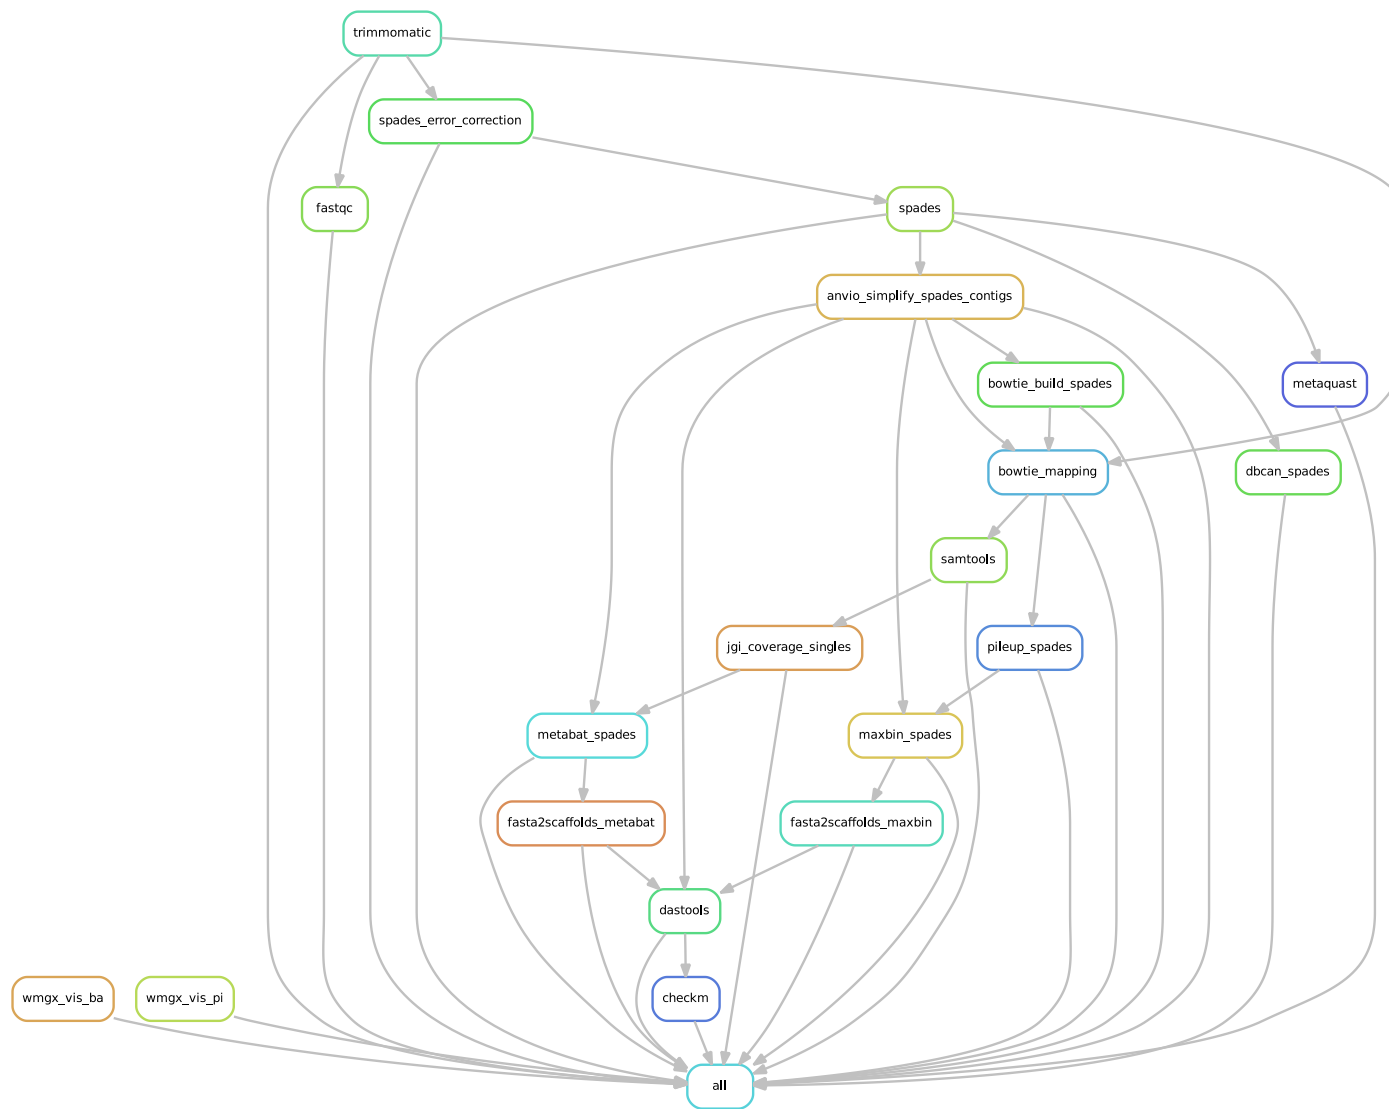 trimmomatic
spades_error_correction
fastqc
spades
anvio_simplify_spades_contigs
bowtie_build_spades
metaquast
bowtie_mapping
dbcan_spades
samtools
jgi_coverage_singles
pileup_spades
metabat_spades
maxbin_spades
fasta2scaffolds_metabat
fasta2scaffolds_maxbin
dastools
wmgx_vis_ba
wmgx_vis_pi
checkm
all